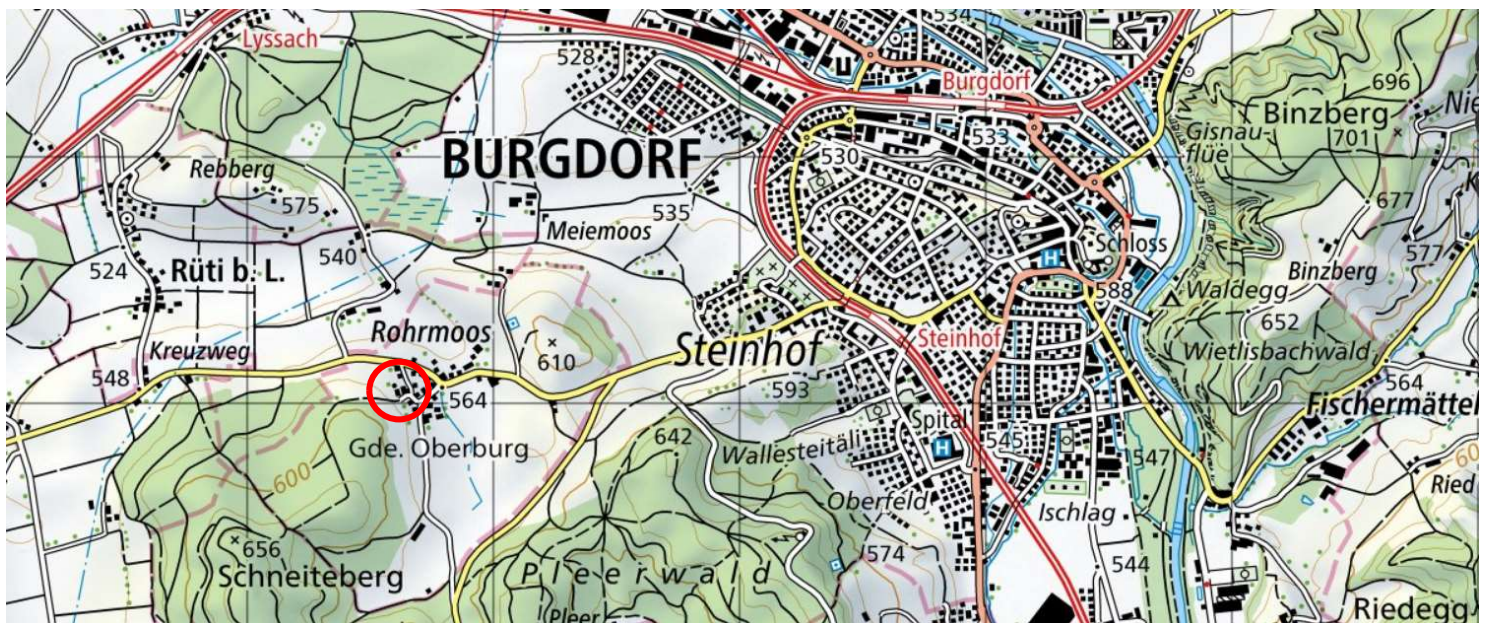 534
Lyssach
528
U
Burgdorf
696
Binzberg
701
Nie
Gisnau-
flüe
533
530
BURGDORF
Rebberg
575
535
677
Meiemoos
Schloss
H
577
540
524
Rüti b. L.
Binzberg
588
Waldegg
652
Rohrmoos
Steinhof
Steinhof
Wietlisbachwald
Kreuzweg
610
548
564
593
564
Fischermättel
Spital
642
545
Gde. Oberburg
Wallesteitäli
H
547
600
60
Oberfeld
Ried
Ischlag
656
574
544
Schneiteberg
Pleerwald
Pleer
Riedegg